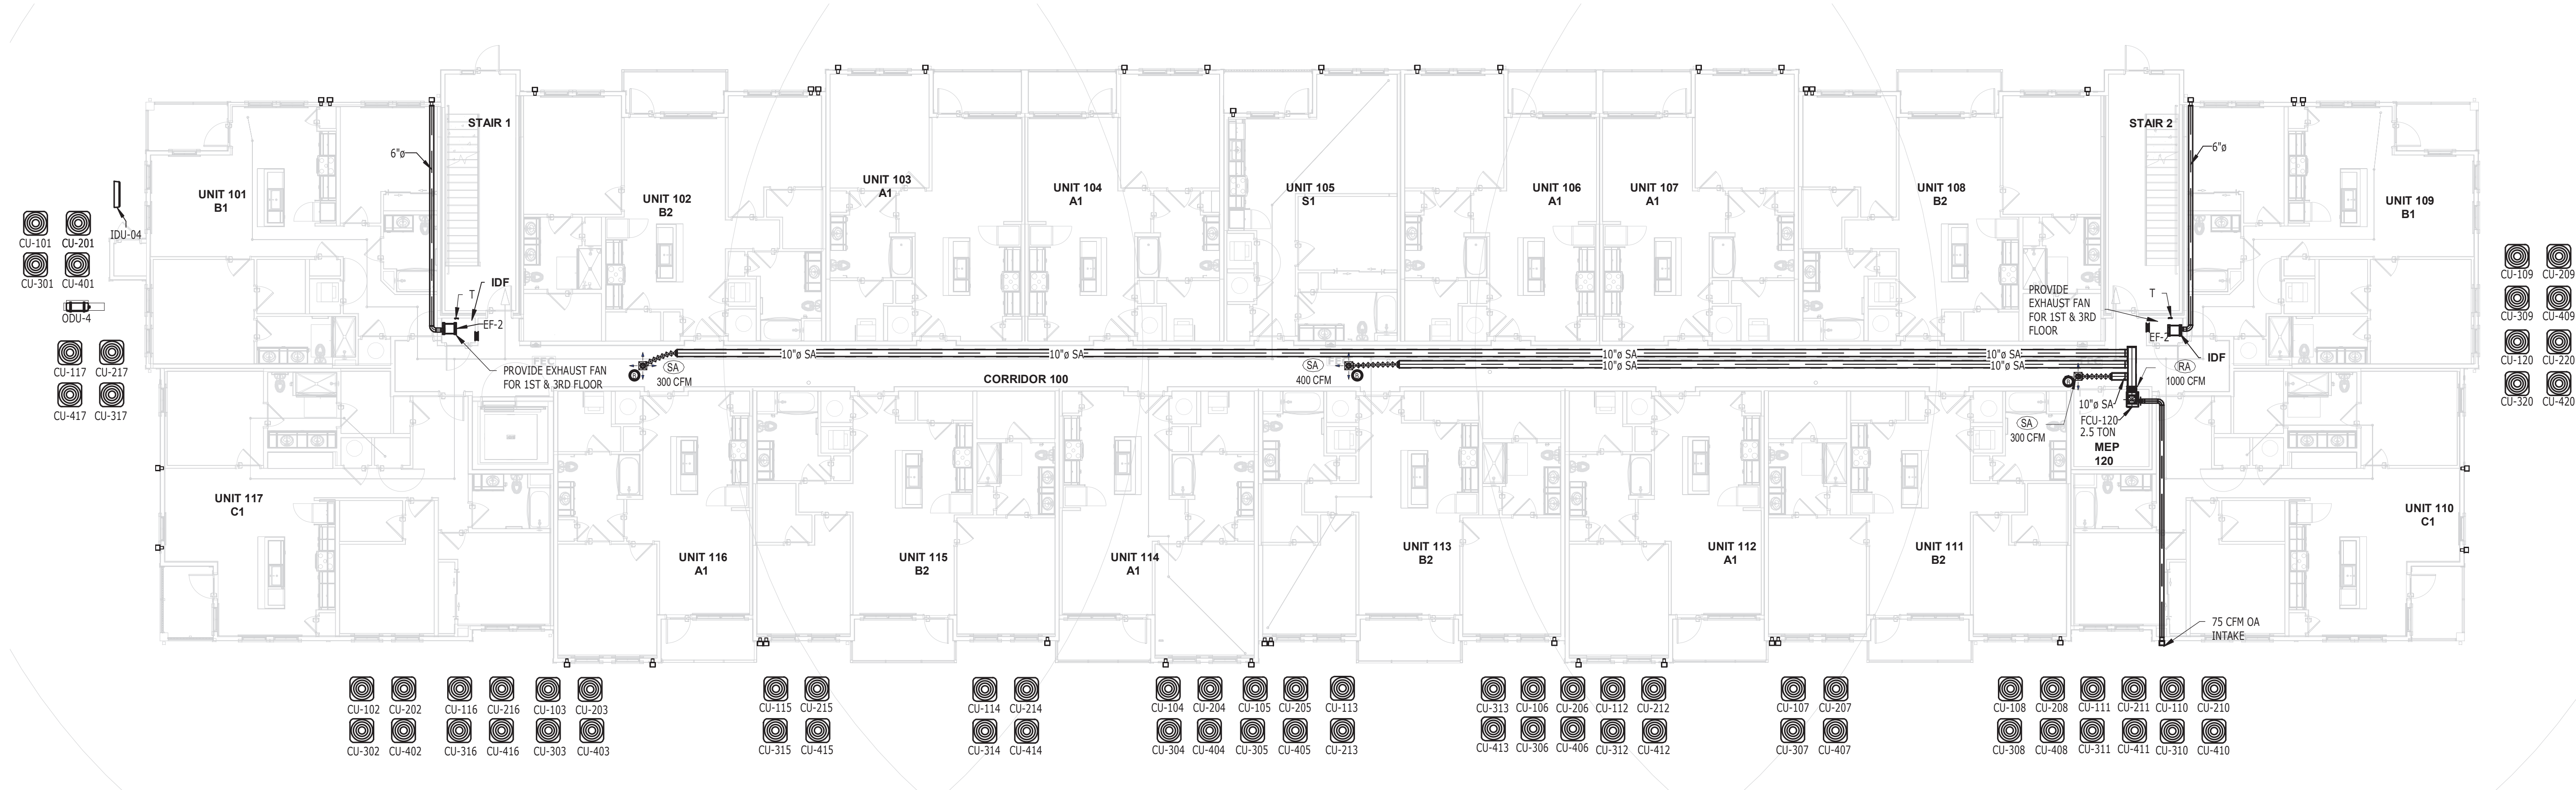 STAIR 1
STAIR 2
6"ø
6"ø
UNIT 101
B1
UNIT 102
B2
UNIT 103
A1
UNIT 104
A1
UNIT 105
S1
UNIT 106
A1
UNIT 107
A1
UNIT 108
B2
UNIT 109
B1
IDU-04
CU-101
CU-201
CU-301
CU-401
ODU-4
CU-117
CU-217
CU-417
CU-317
T
IDF
EF-2
PROVIDE EXHAUST FAN
FOR 1ST & 3RD FLOOR
PROVIDE
EXHAUST FAN
FOR 1ST & 3RD
FLOOR
T
EF-2
IDF
CU-109
CU-209
CU-309
CU-409
CU-120
CU-220
CU-320
CU-420
FEC
10"ø SA
10"ø SA
10"ø SA
10"ø SA
10"ø SA
10"ø SA
SA
300 CFM
CORRIDOR 100
SA
400 CFM
RA
1000 CFM
10"ø SA
SA
300 CFM
FCU-120
2.5 TON
MEP
120
UNIT 117
C1
UNIT 116
A1
UNIT 115
B2
UNIT 114
A1
UNIT 113
B2
UNIT 112
A1
UNIT 111
B2
UNIT 110
C1
75 CFM OA
INTAKE
CU-102
CU-202
CU-116
CU-216
CU-103
CU-203
CU-115
CU-215
CU-114
CU-214
CU-104
CU-204
CU-105
CU-205
CU-113
CU-313
CU-106
CU-206
CU-112
CU-212
CU-107
CU-207
CU-108
CU-208
CU-111
CU-211
CU-110
CU-210
CU-302
CU-402
CU-316
CU-416
CU-303
CU-403
CU-315
CU-415
CU-314
CU-414
CU-304
CU-404
CU-305
CU-405
CU-213
CU-413
CU-306
CU-406
CU-312
CU-412
CU-307
CU-407
CU-308
CU-408
CU-311
CU-411
CU-310
CU-410